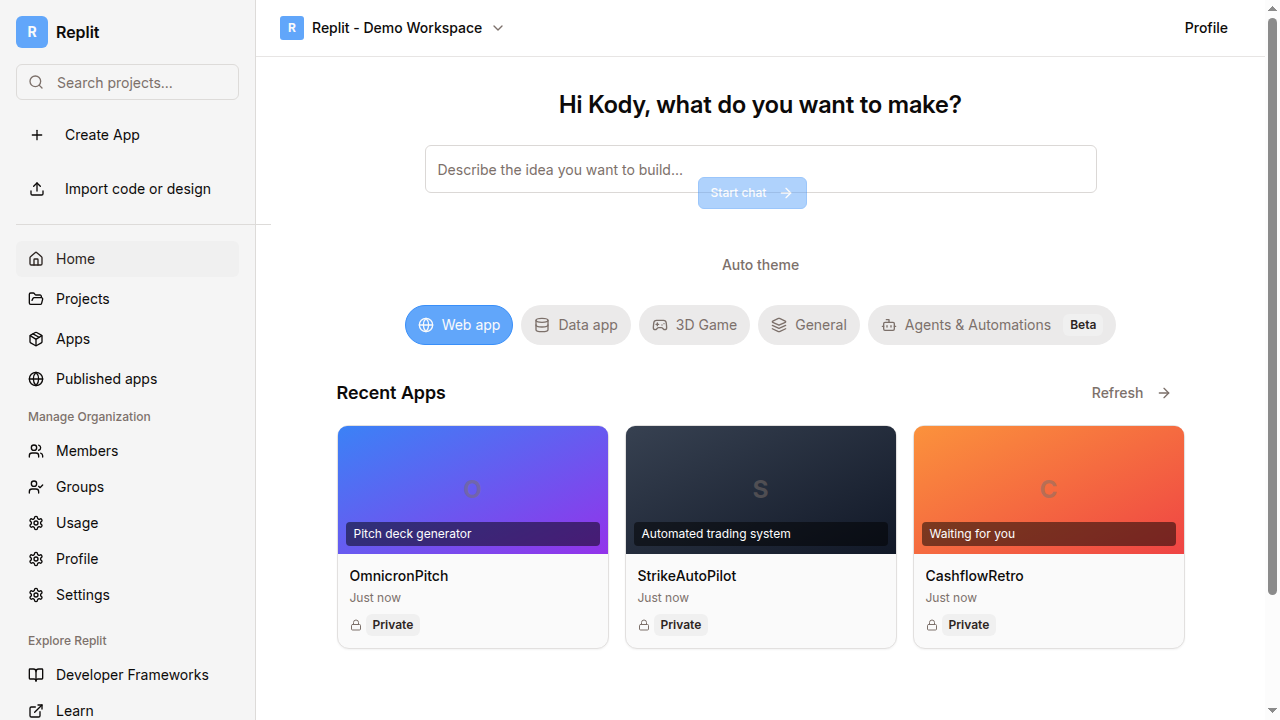 R Replit
Search projects...
Create App
Import code or design
Home
Projects
Apps
Published apps
Manage Organization
Members
Groups
Usage
Profile
Settings
Explore Replit
Developer Frameworks
Learn
R Replit - Demo Workspace
Profile
Hi Kody, what do you want to make?
Describe the idea you want to build...
Start chat
Auto theme
Web app
Data app
3D Game
General
Agents & Automations Beta
Recent Apps
Refresh
O
Pitch deck generator
OmnicronPitch
Just now
Private
S
Automated trading system
StrikeAutoPilot
Just now
Private
C
Waiting for you
CashflowRetro
Just now
Private